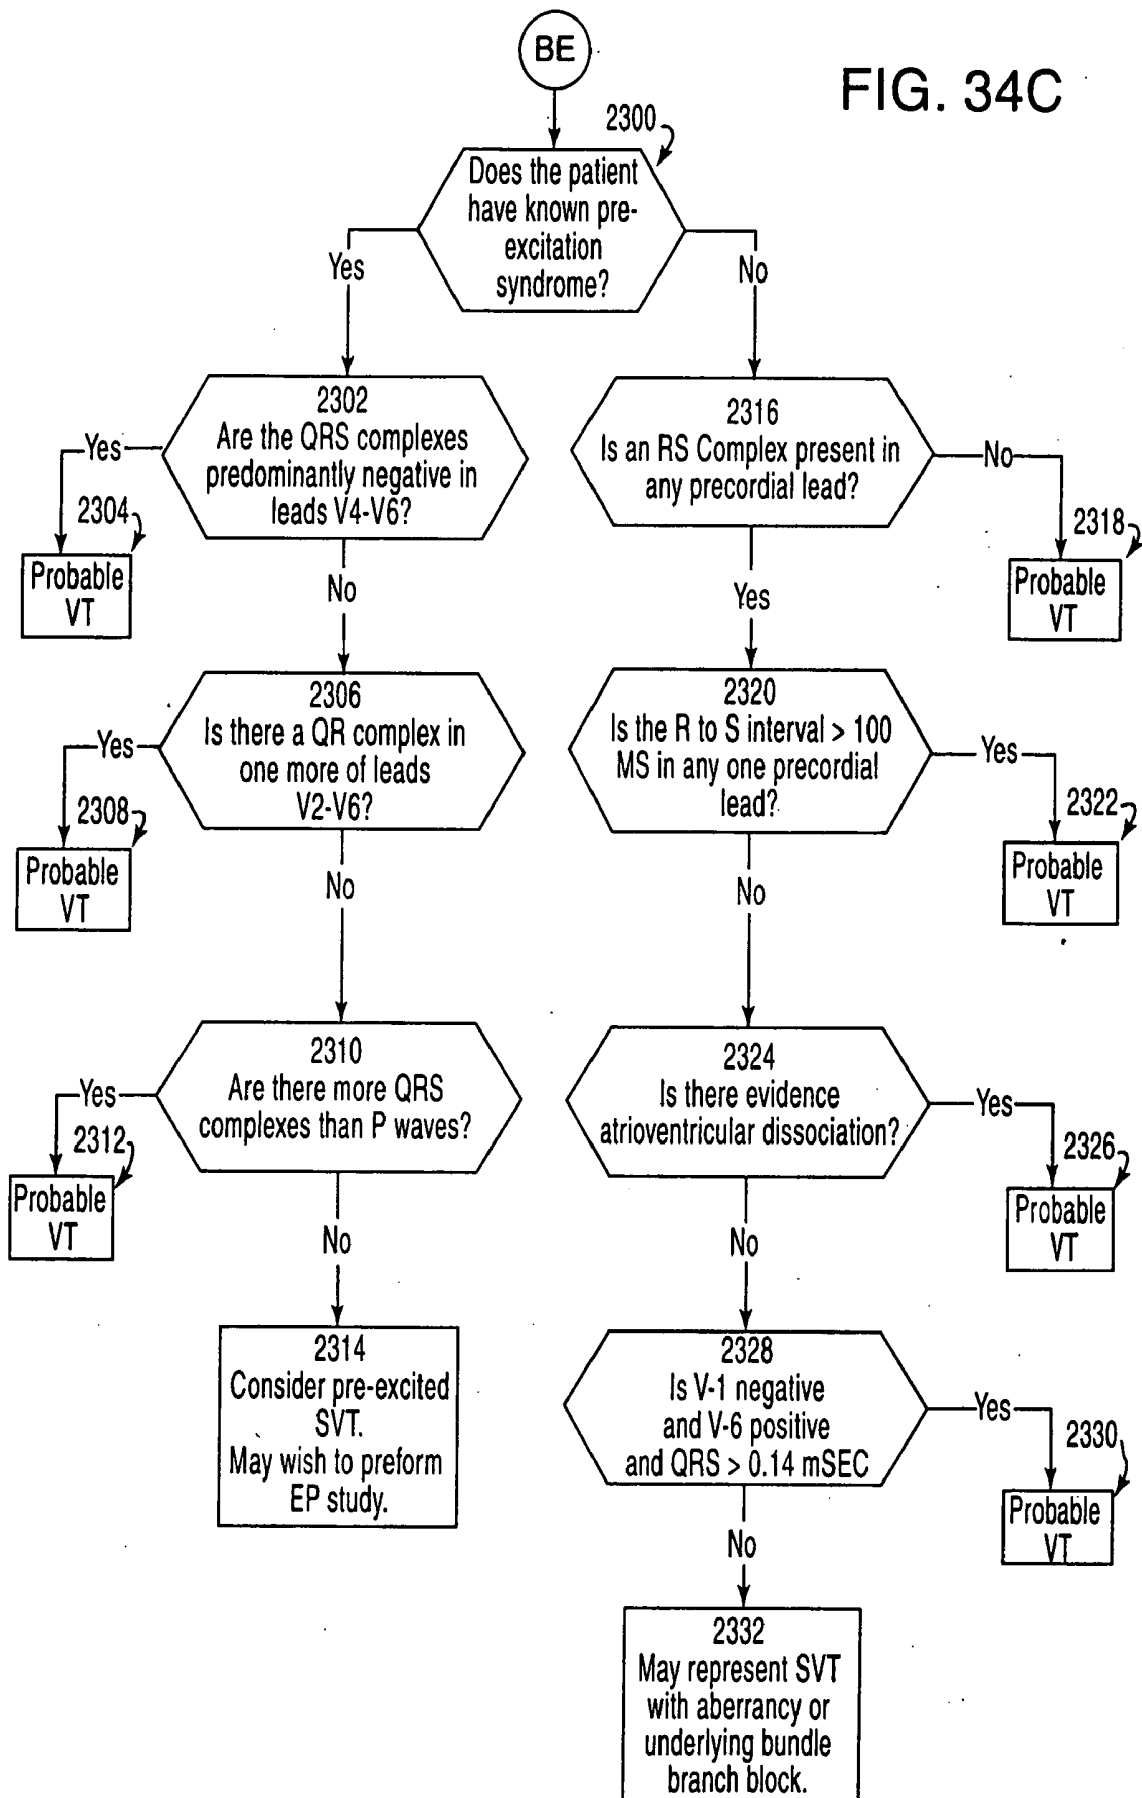 BE
FIG. 34C
2300
Does the patient
have known pre-
excitation
syndrome?
Yes
No
2302
Are the QRS complexes
predominantly negative in
leads V4-V6?
Yes
2304
Probable
VT
No
2316
Is an RS Complex present in
any precordial lead?
No
2318
Probable
VT
Yes
2306
Is there a QR complex in
one more of leads
V2-V6?
Yes
2308
Probable
VT
No
2320
Is the R to S interval > 100
MS in any one precordial
lead?
Yes
2322
Probable
VT
No
2310
Are there more QRS
complexes than P waves?
Yes
2312
Probable
VT
No
2324
Is there evidence
atrioventricular dissociation?
Yes
2326
Probable
VT
No
2314
Consider pre-excited
SVT.
May wish to preform
EP study.
2328
Is V-1 negative
and V-6 positive
and QRS > 0.14 mSEC
Yes
2330
Probable
VT
No
2332
May represent SVT
with aberrancy or
underlying bundle
branch block.